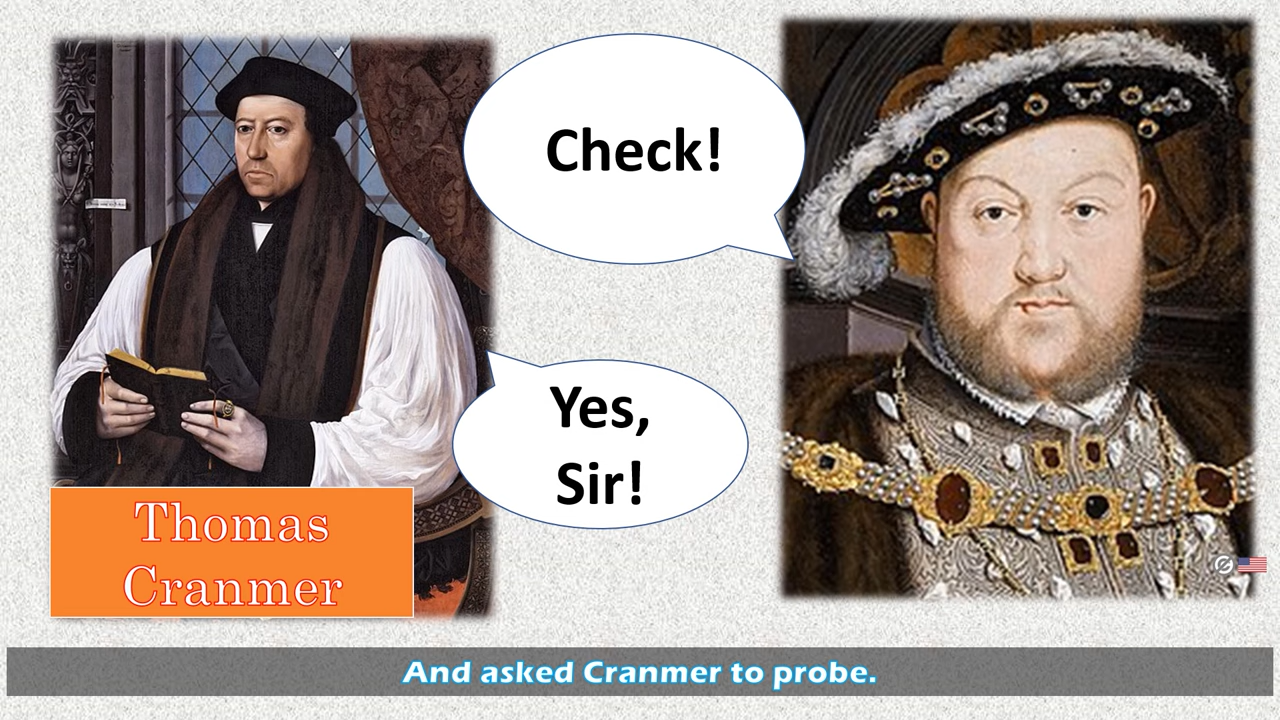 Check!
Yes,
Sir!
Thomas
Cranmer
And asked Cranmer to probe.